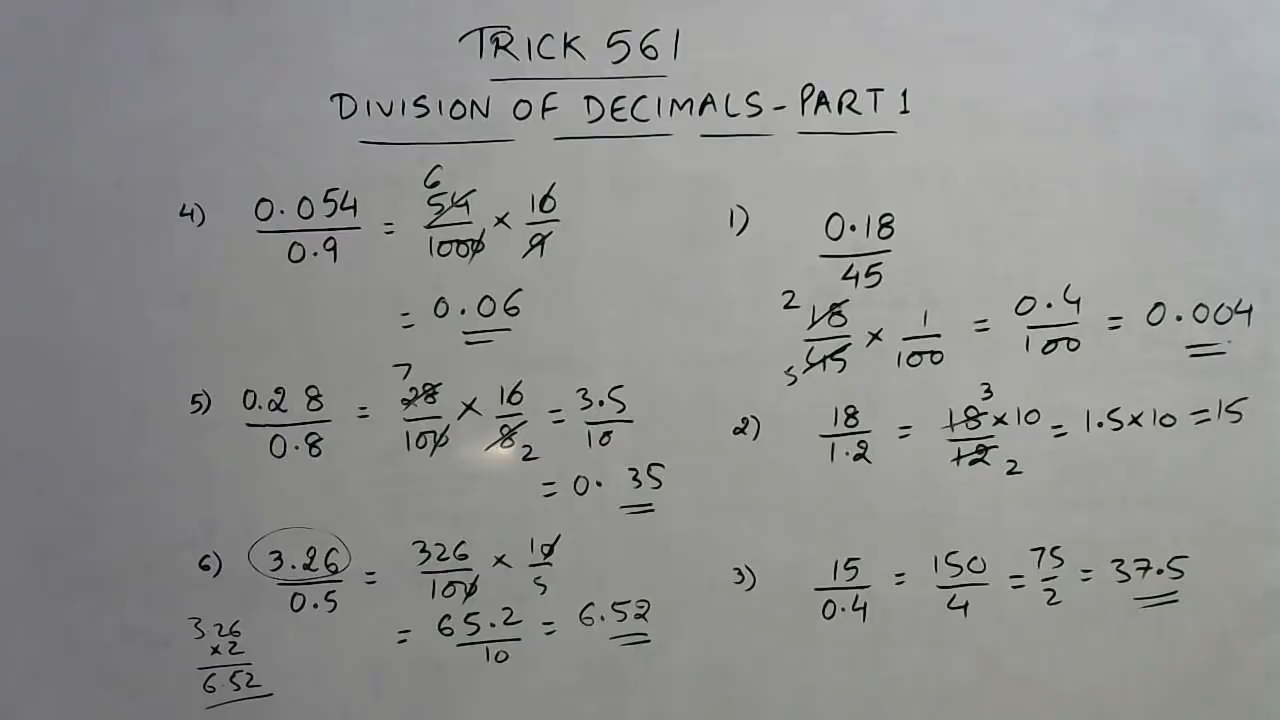 TRICK 561
DIVISION OF DECIMALS - PART 1
1)
0.18
45
2
18/45 × 1/100 = 0.4/100 = 0.004
5
2) 18/1.2 = 18×10/12 = 1.5×10 = 15
3
2
3) 15/0.4 = 150/4 = 75/2 = 37.5
4) 0.054/0.9 = 54/1000 × 10/9
6
= 0.06
5) 0.28/0.8 = 28/100 × 10/8 = 3.5/10
7
2
= 0.35
6) 3.26/0.5 = 326/100 × 10/5
= 65.2/10 = 6.52
326
×2
6.52